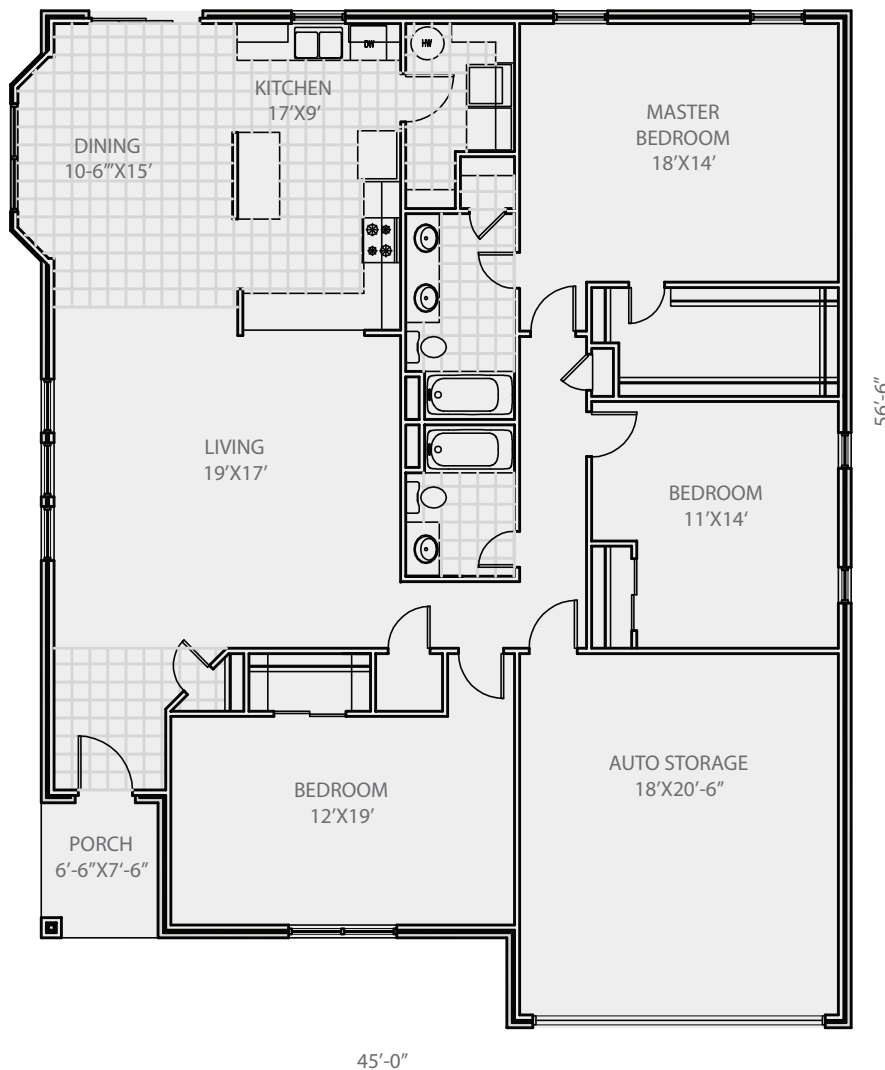 DW
HW
KITCHEN
17’X9’
MASTER
BEDROOM
18’X14’
DINING
10-6’”X15’
56’-6”
LIVING
19’X17’
BEDROOM
11’X14‘
AUTO STORAGE
18’X20’-6”
BEDROOM
12’X19’
PORCH
6’-6”X7‘-6”
45’-0”